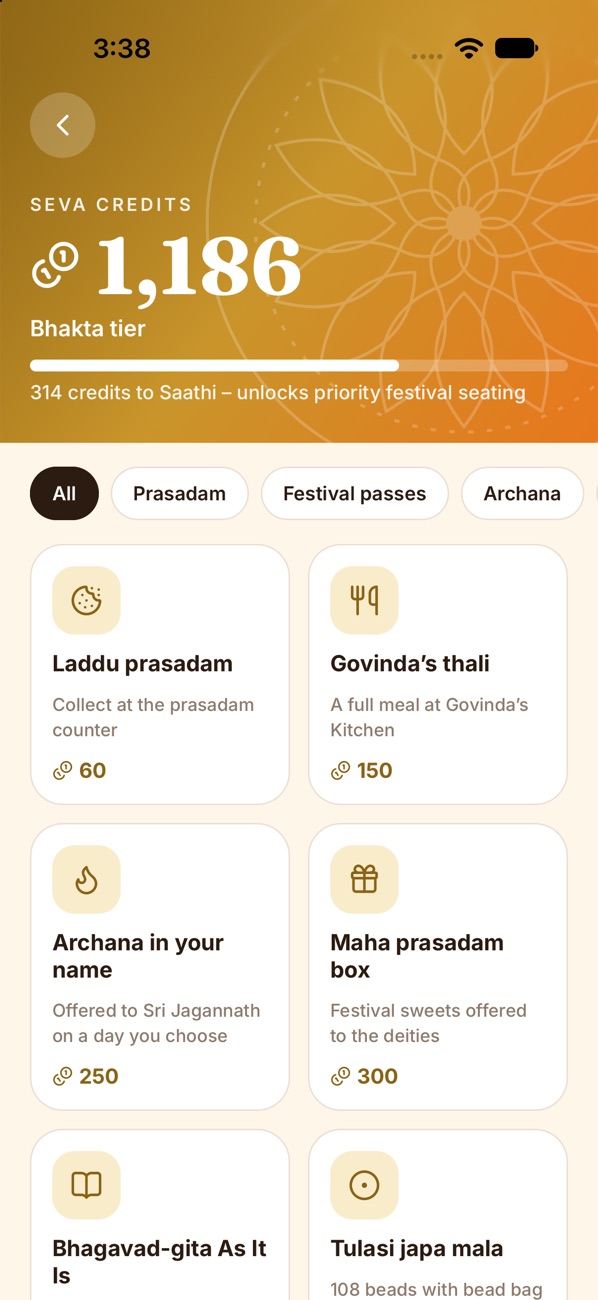 3:38
SEVA CREDITS
1,186
Bhakta tier
314 credits to Saathi – unlocks priority festival seating
All
Prasadam
Festival passes
Archana
Laddu prasadam
Collect at the prasadam
counter
60
Govinda’s thali
A full meal at Govinda’s
Kitchen
150
Archana in your
name
Offered to Sri Jagannath
on a day you choose
250
Maha prasadam
box
Festival sweets offered
to the deities
300
Bhagavad-gita As It
Is
Tulasi japa mala
108 beads with bead bag